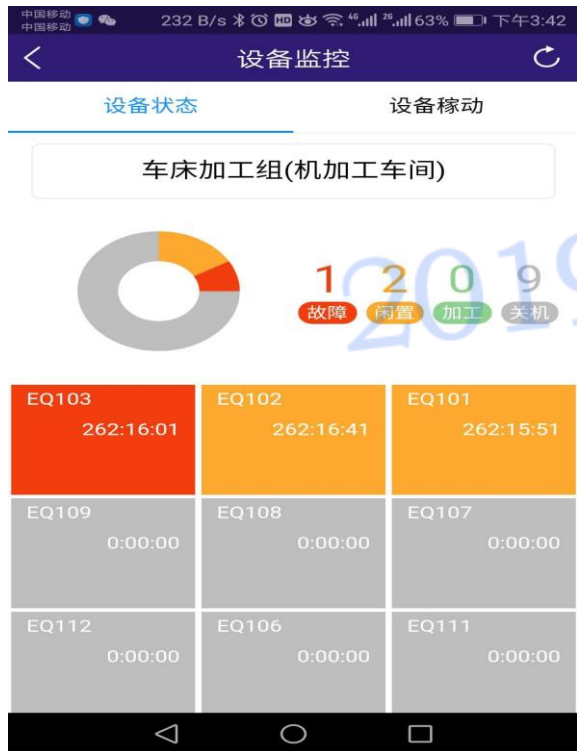 中国移动
中国移动
232 B/s HD 4G 2G 63% 下午3:42
设备监控
设备状态 设备稼动
车床加工组(机加工车间)
1 2 0 9
故障 闲置 加工 关机
2019
EQ103 EQ102 EQ101
262:16:01 262:16:41 262:15:51
EQ109 EQ108 EQ107
0:00:00 0:00:00 0:00:00
EQ112 EQ106 EQ111
0:00:00 0:00:00 0:00:00